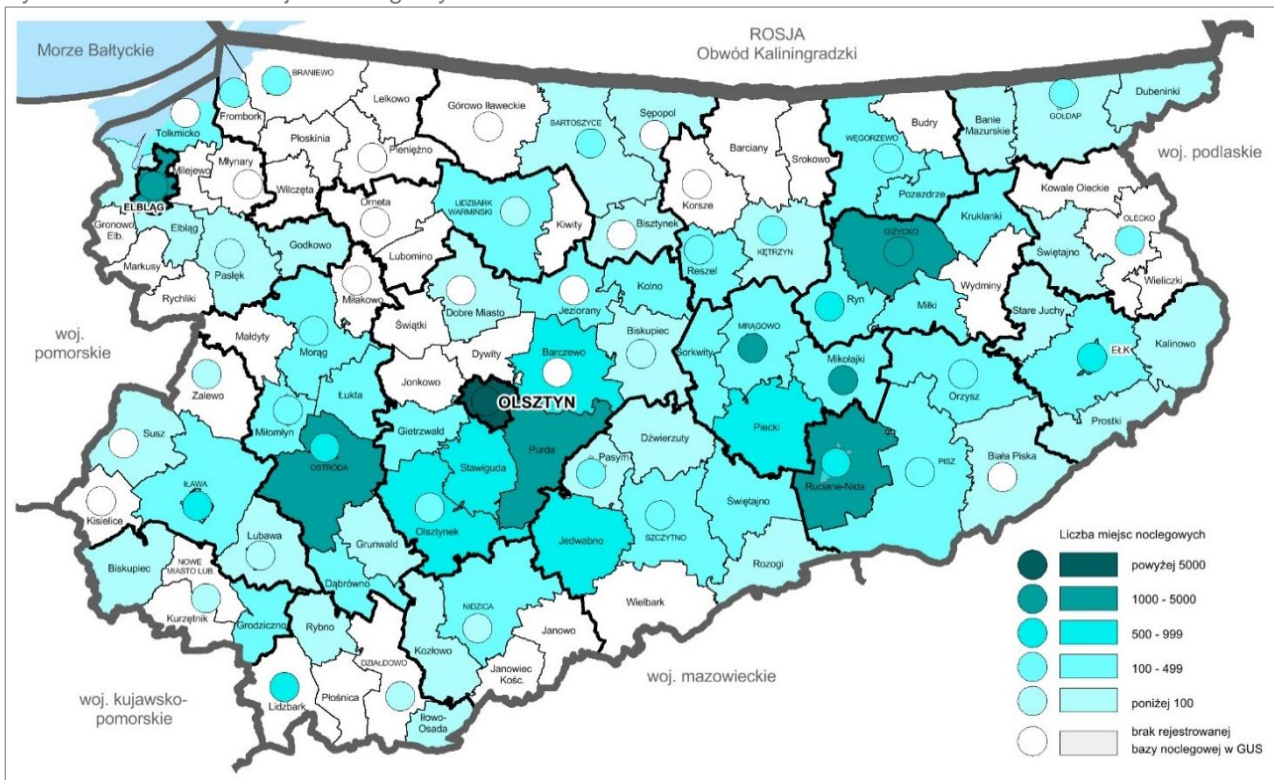 Morze Bałtyckie
ROSJA
Obwód Kaliningradzki
BRANIEWO
Frombork
Lelkowo
Górowo Iławeckie
Sępopol
Dubeninki
GOŁDAP
Banie
Mazurskie
Budry
WĘGORZEWO
BARTOSZYCE
Tolkmicko
Płoskinia
Pieniężno
Barciany
Srokowo
woj. podlaskie
Milejewo
Młynary
Wilczęta
Orneta
LIDZBARK
WARMIŃSKI
Kiwity
Korsze
Pozezdrze
Kowale Oleckie
ELBLĄG
Gronowo
Elb.
Elbląg
Godkowo
Bisztynek
KĘTRZYN
Kruklanki
OLECKO
GIŻYCKO
Świętajno
Markusy
Pasłęk
Lubomino
Reszel
Wieliczki
Rychliki
Miłakowo
Dobre Miasto
Jeziorany
Kolno
Ryn
Miłki
Wydminy
Stare Juchy
woj.
pomorskie
Małdyty
Morąg
Świątki
Dywity
Barczewo
Biskupiec
Sorkwity
MRĄGOWO
Mikołajki
EŁK
Kalinowo
Zalewo
Łukta
Jonkowo
OLSZTYN
Orzysz
Miłomłyn
Gietrzwałd
Purda
Piecki
Prostki
Susz
OSTRÓDA
Stawiguda
Dźwierzuty
Pasym
PISZ
Biała Piska
Ruciane-Nida
IŁAWA
Kisielice
Olsztynek
Świętajno
Lubawa
Grunwald
Jedwabno
SZCZYTNO
Biskupiec
NOWE
MIASTO LUB.
Dąbrówno
Rozogi
Kurzętnik
Grodziczno
Rybno
NIDZICA
Wielbark
Kozłowo
Janowo
DZIAŁDOWO
Janowiec
Kośc.
woj. mazowieckie
Lidzbark
Płośnica
Iłowo-
Osada
woj. kujawsko-
pomorskie
Liczba miejsc noclegowych
powyżej 5000
1000 - 5000
500 - 999
100 - 499
poniżej 100
brak rejestrowanej
bazy noclegowej w GUS